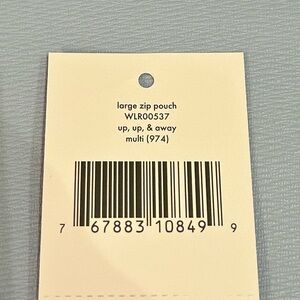 large zip pouch
WLR00537
up, up, & away
multi (974)
7 67883 10849 9